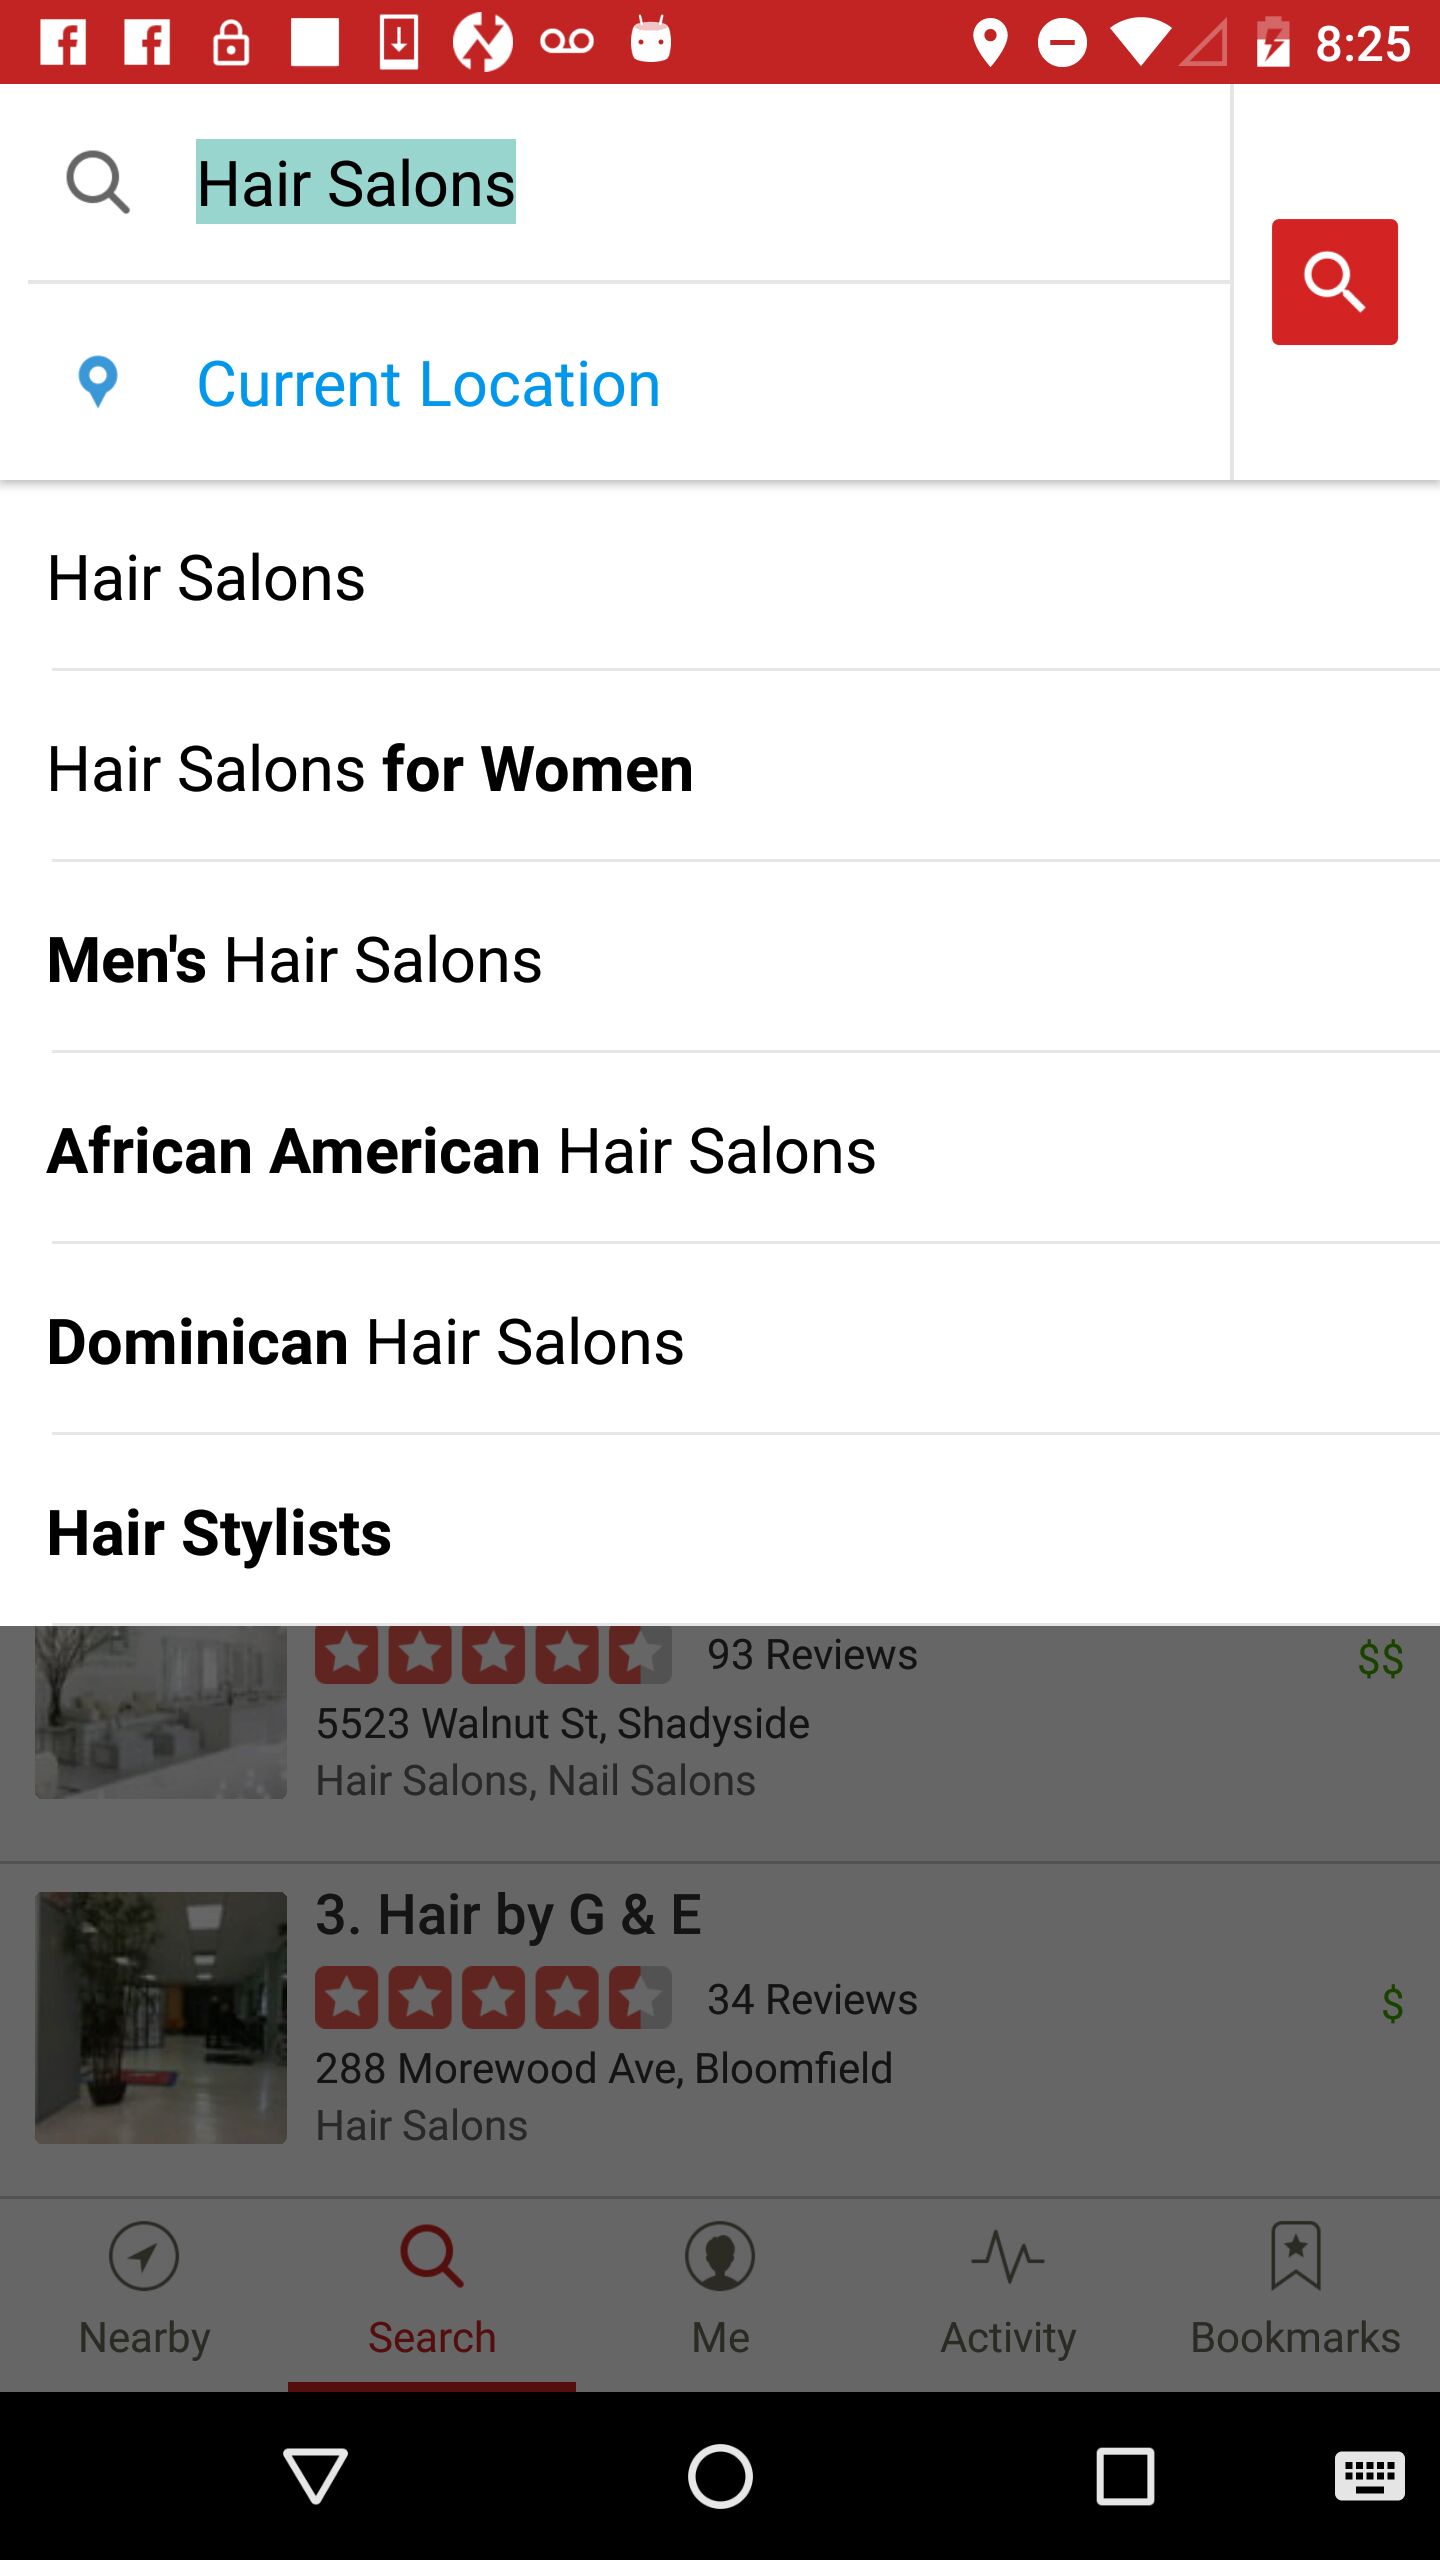 8:25
Hair Salons
Current Location
Hair Salons
Hair Salons for Women
Men's Hair Salons
African American Hair Salons
Dominican Hair Salons
Hair Stylists
93 Reviews $$
5523 Walnut St, Shadyside
Hair Salons, Nail Salons
3. Hair by G & E
34 Reviews $
288 Morewood Ave, Bloomfield
Hair Salons
Nearby Search Me Activity Bookmarks